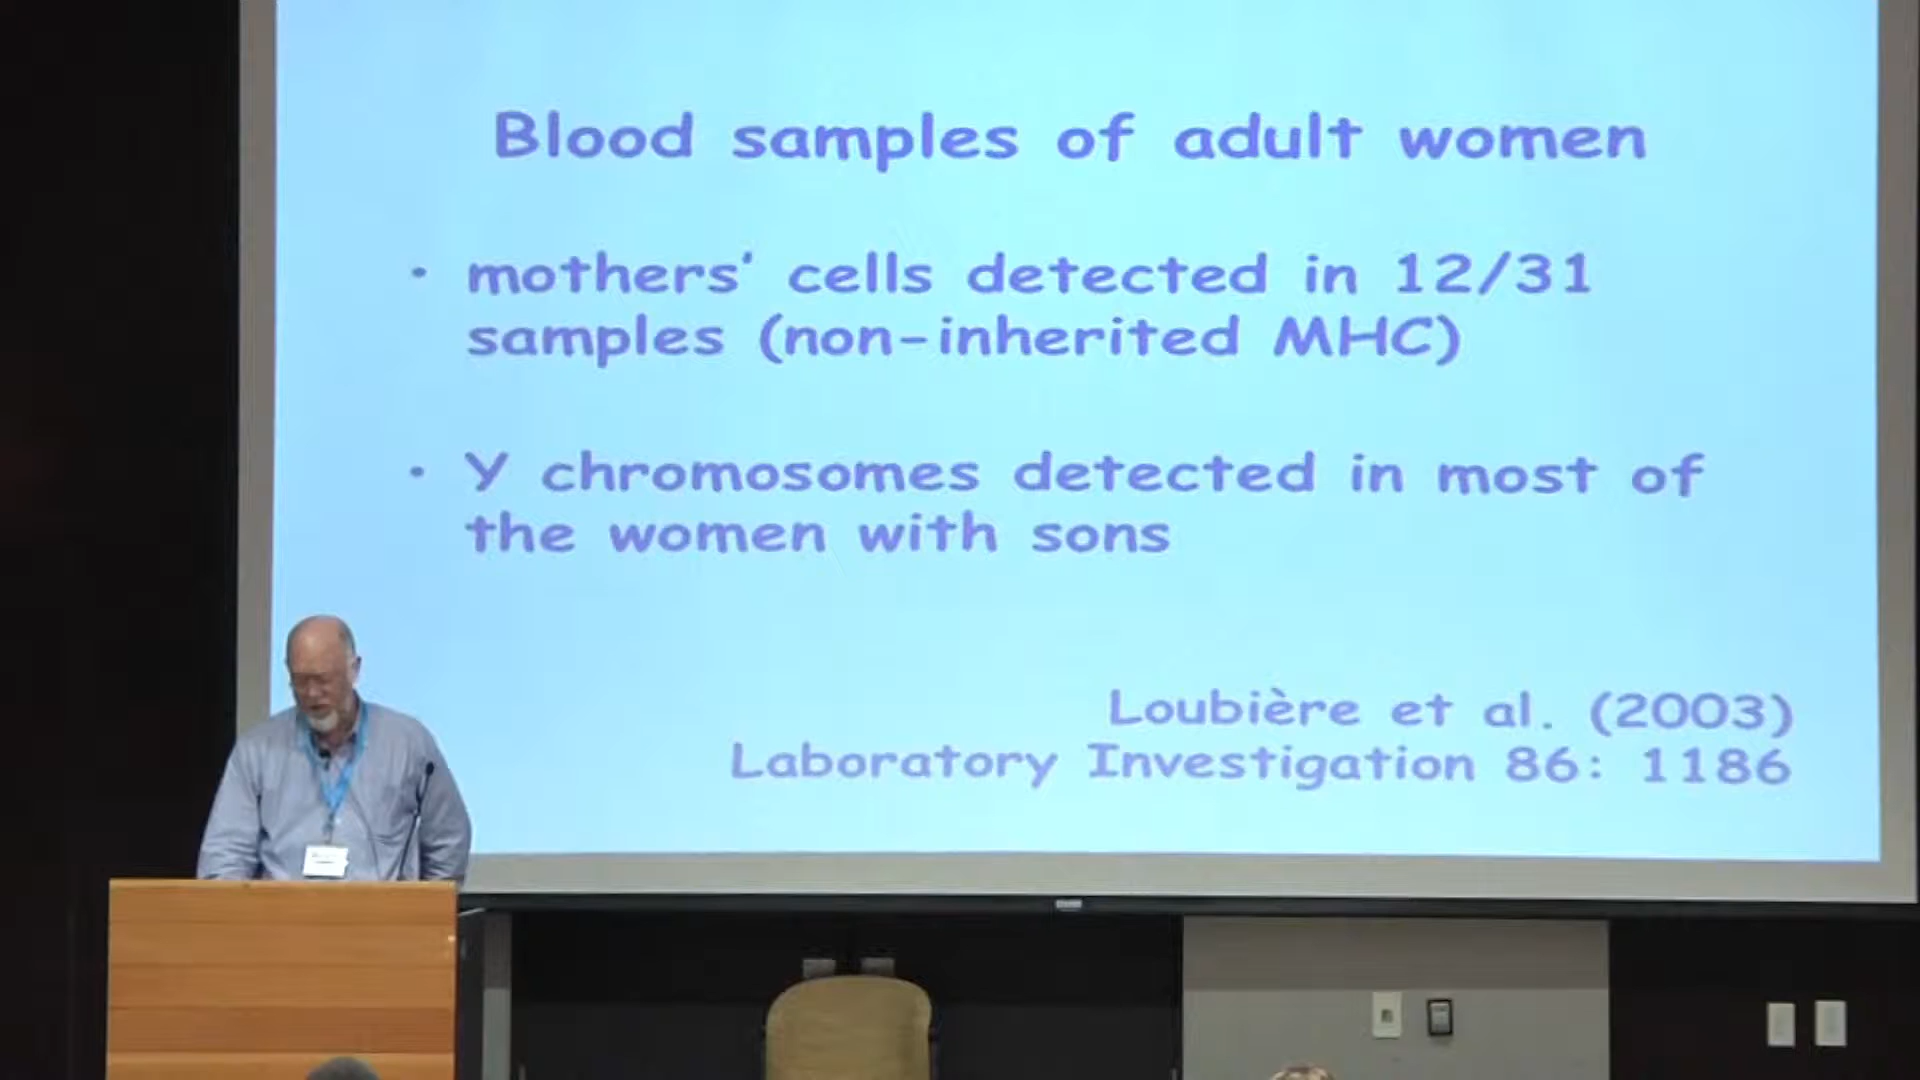 Blood samples of adult women
• mothers' cells detected in 12/31
samples (non-inherited MHC)
• Y chromosomes detected in most of
the women with sons
Loubière et al. (2003)
Laboratory Investigation 86: 1186